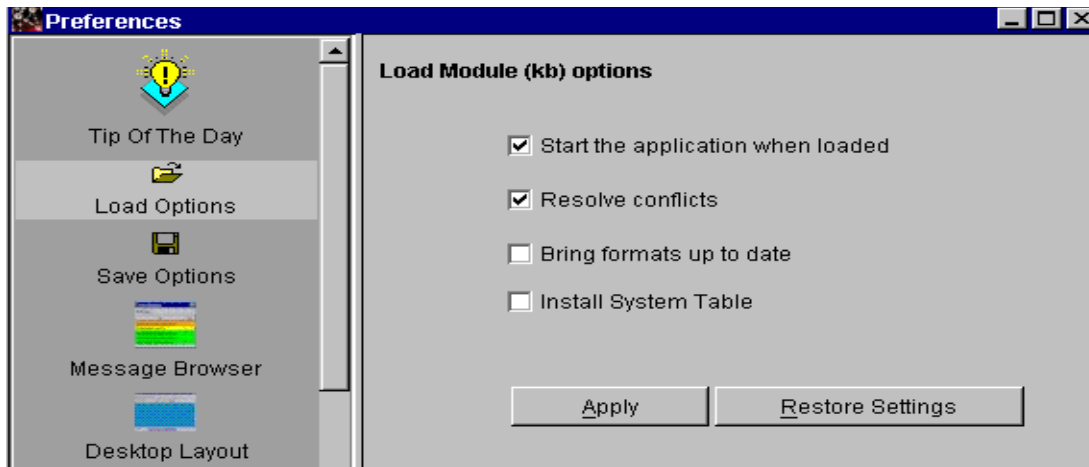 Preferences
Tip Of The Day
Load Options
Save Options
Message Browser
Desktop Layout
Load Module (kb) options
Start the application when loaded
Resolve conflicts
Bring formats up to date
Install System Table
Apply
Restore Settings